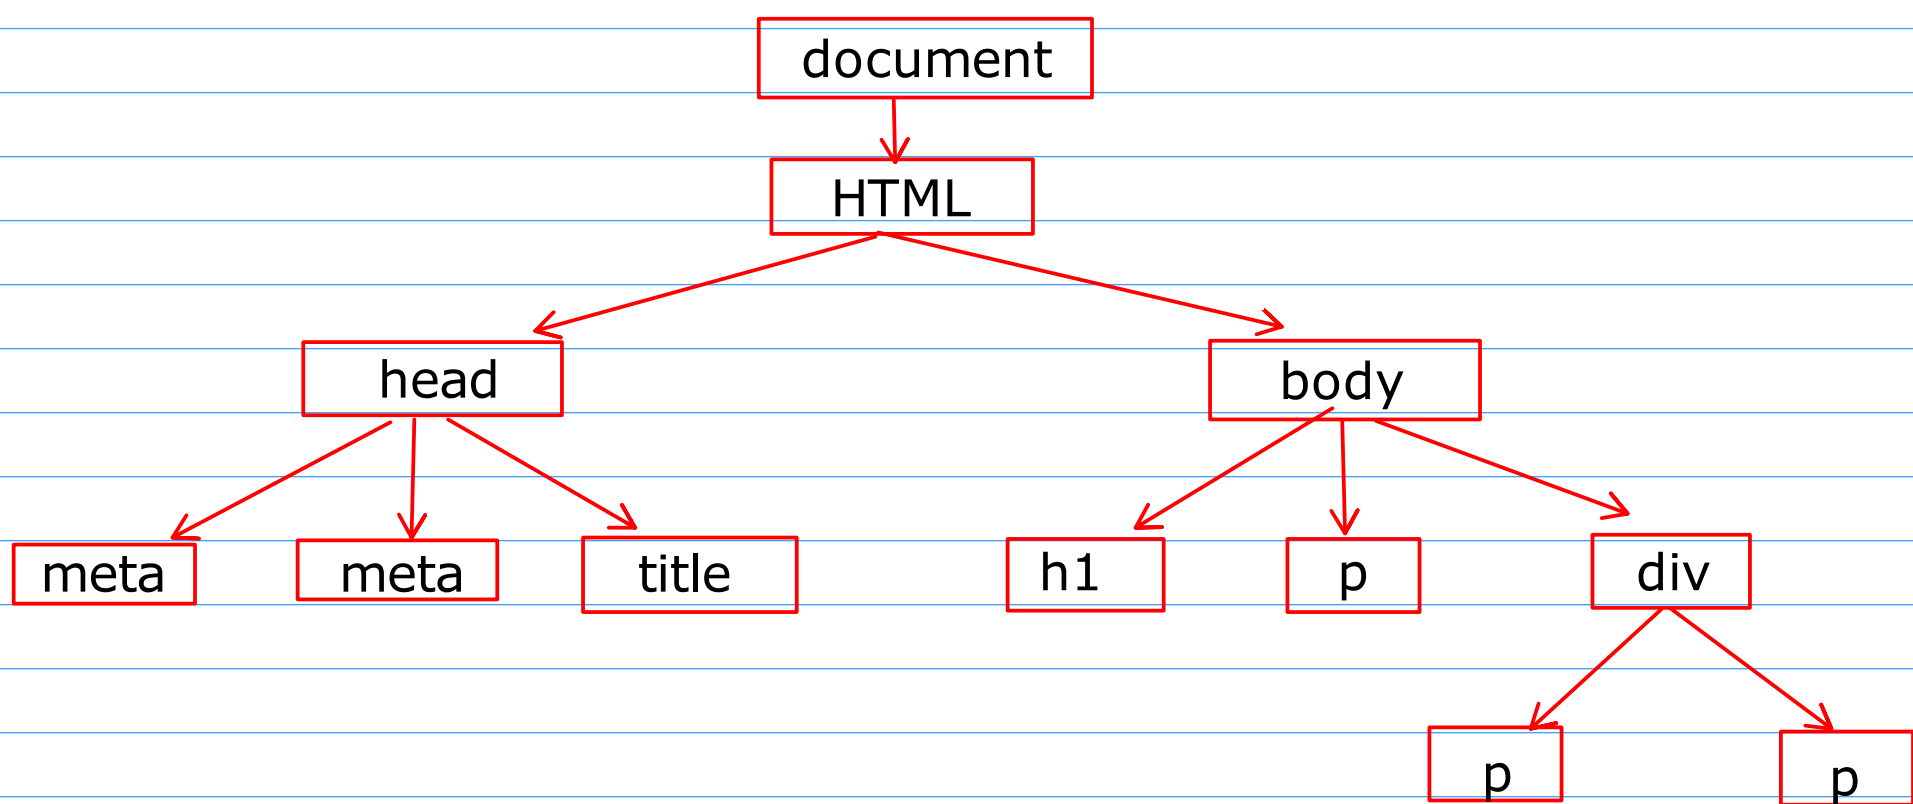 document
HTML
head
body
meta
meta
title
h1
p
div
p
p